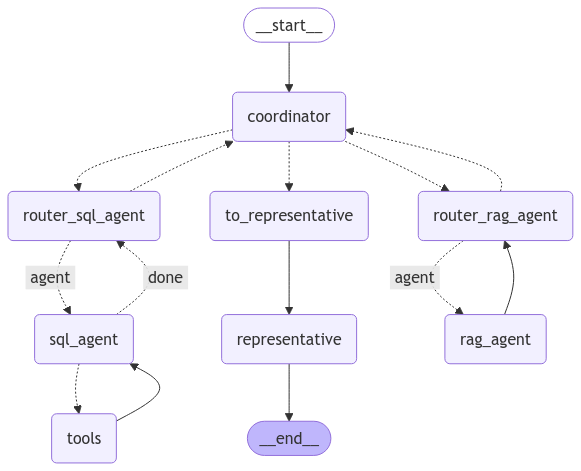 __start__
coordinator
router_sql_agent
to_representative
router_rag_agent
agent
done
agent
sql_agent
representative
rag_agent
tools
__end__